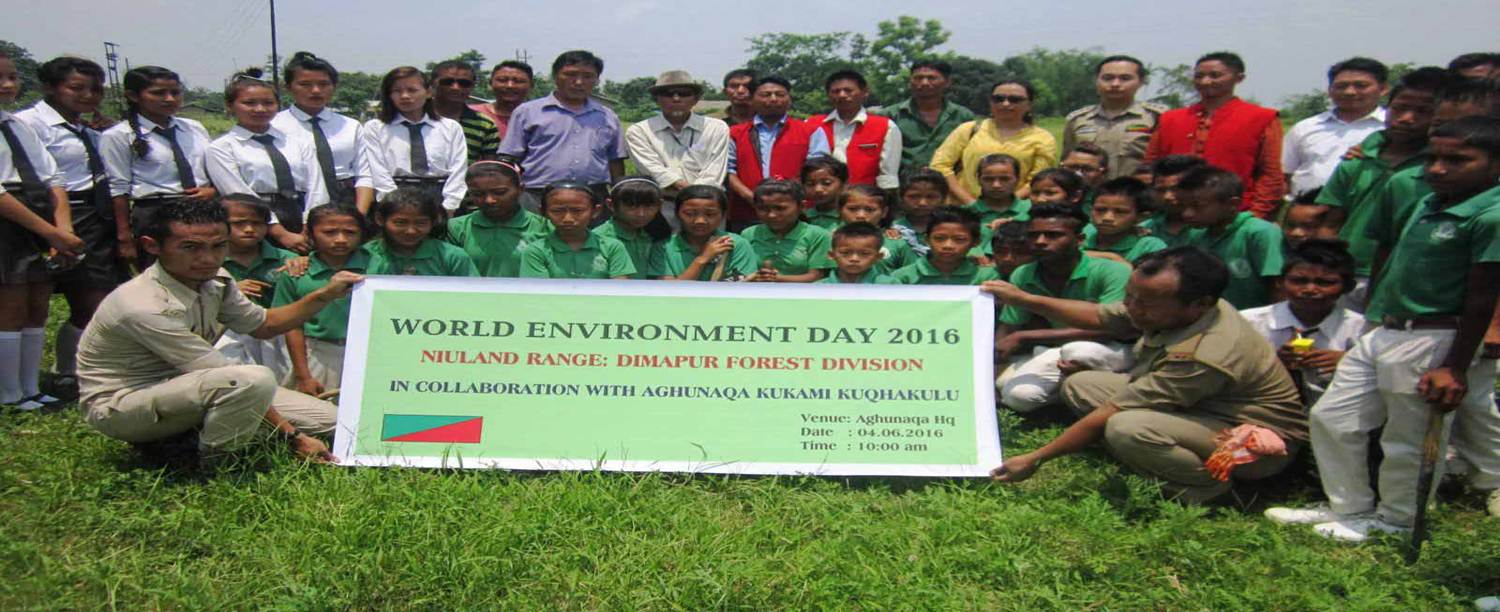 WORLD ENVIRONMENT DAY 2016
NIULAND RANGE: DIMAPUR FOREST DIVISION
IN COLLABORATION WITH AGHUNAQA KUKAMI KUQHAKULU
Venue: Aghunaqa Hq
Date : 04.06.2016
Time : 10:00 am